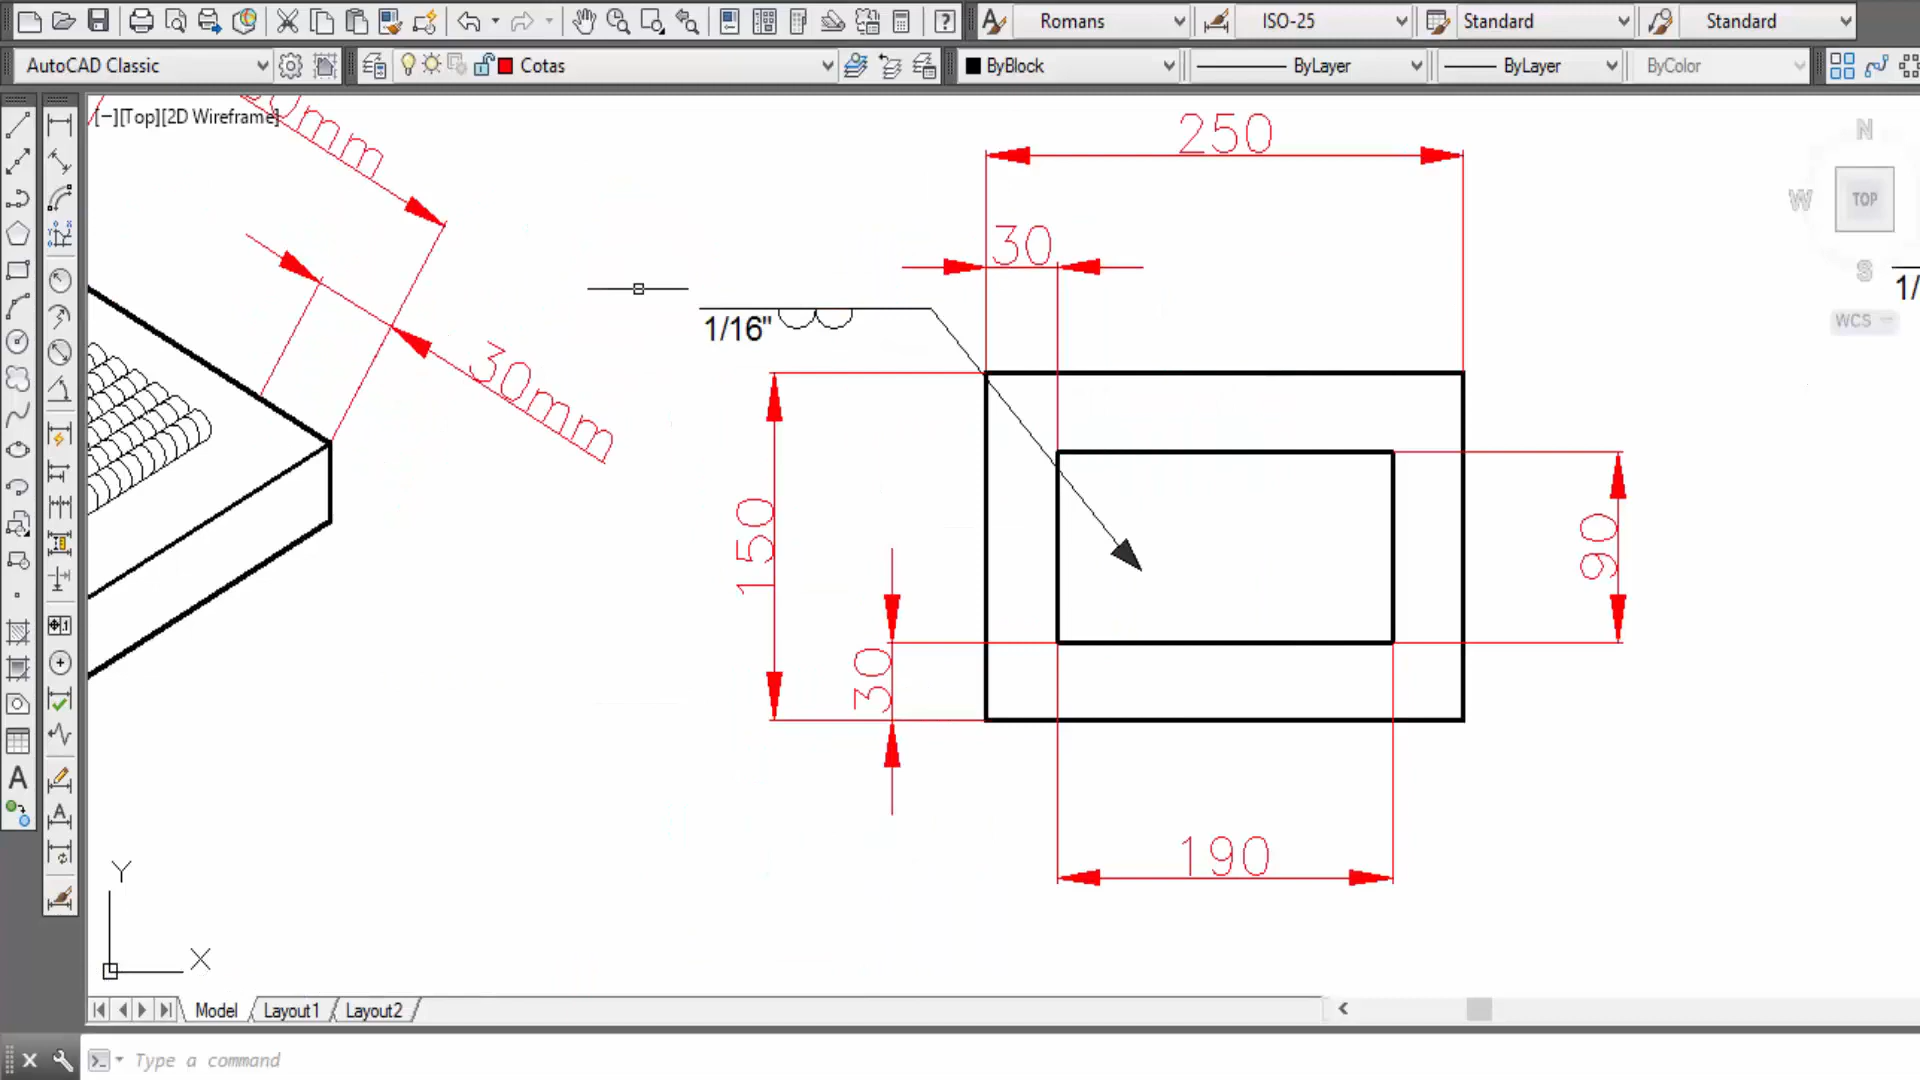 Romans
ISO-25
Standard
Standard
AutoCAD Classic
Cotas
ByBlock
ByLayer
ByLayer
ByColor
[−][Top][2D Wireframe]
250
N
W
TOP
S
WCS
30
1/16"
1/
30mm
150
90
30
190
Y
X
Model
Layout1
Layout2
Type a command